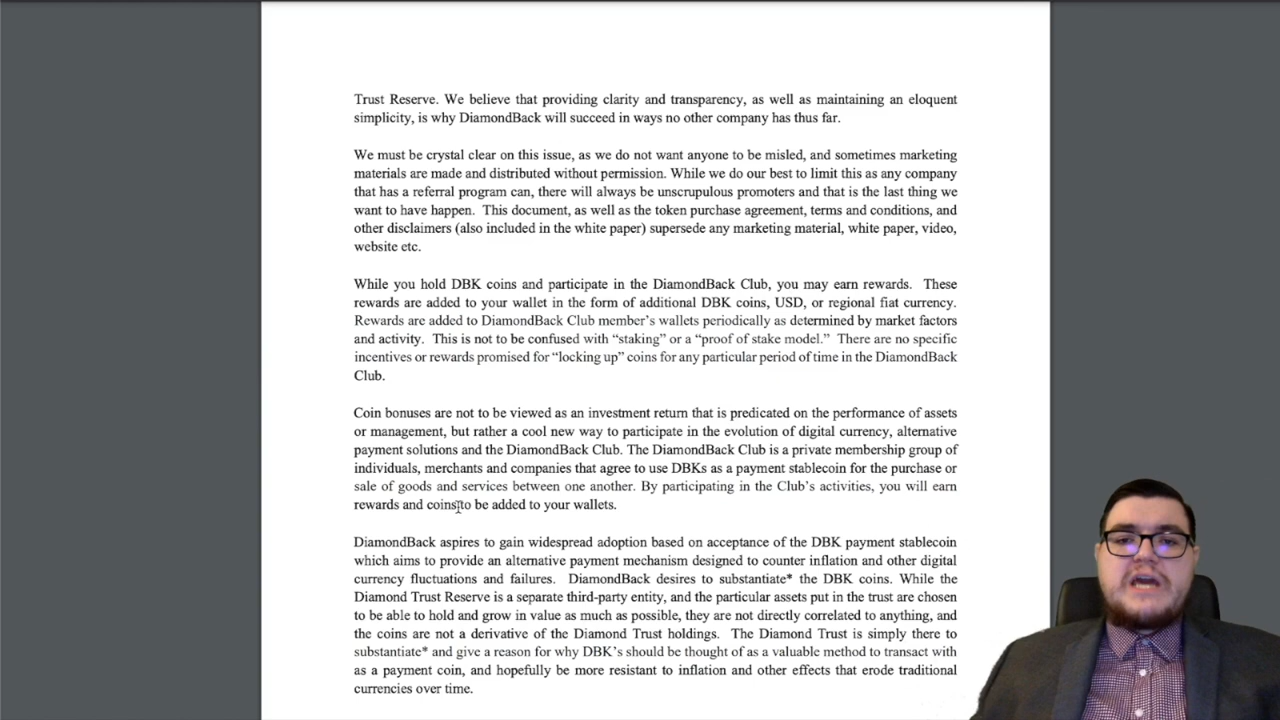 Trust Reserve. We believe that providing clarity and transparency, as well as maintaining an eloquent
simplicity, is why DiamondBack will succeed in ways no other company has thus far.
We must be crystal clear on this issue, as we do not want anyone to be misled, and sometimes marketing
materials are made and distributed without permission. While we do our best to limit this as any company
that has a referral program can, there will always be unscrupulous promoters and that is the last thing we
want to have happen.  This document, as well as the token purchase agreement, terms and conditions, and
other disclaimers (also included in the white paper) supersede any marketing material, white paper, video,
website etc.
While you hold DBK coins and participate in the DiamondBack Club, you may earn rewards.  These
rewards are added to your wallet in the form of additional DBK coins, USD, or regional fiat currency.
Rewards are added to DiamondBack Club member’s wallets periodically as determined by market factors
and activity.  This is not to be confused with “staking” or a “proof of stake model.”  There are no specific
incentives or rewards promised for “locking up” coins for any particular period of time in the DiamondBack
Club.
Coin bonuses are not to be viewed as an investment return that is predicated on the performance of assets
or management, but rather a cool new way to participate in the evolution of digital currency, alternative
payment solutions and the DiamondBack Club. The DiamondBack Club is a private membership group of
individuals, merchants and companies that agree to use DBKs as a payment stablecoin for the purchase or
sale of goods and services between one another. By participating in the Club’s activities, you will earn
rewards and coins to be added to your wallets.
DiamondBack aspires to gain widespread adoption based on acceptance of the DBK payment stablecoin
which aims to provide an alternative payment mechanism designed to counter inflation and other digital
currency fluctuations and failures.  DiamondBack desires to substantiate* the DBK coins. While the
Diamond Trust Reserve is a separate third-party entity, and the particular assets put in the trust are chosen
to be able to hold and grow in value as much as possible, they are not directly correlated to anything, and
the coins are not a derivative of the Diamond Trust holdings.  The Diamond Trust is simply there to
substantiate* and give a reason for why DBK’s should be thought of as a valuable method to transact with
as a payment coin, and hopefully be more resistant to inflation and other effects that erode traditional
currencies over time.